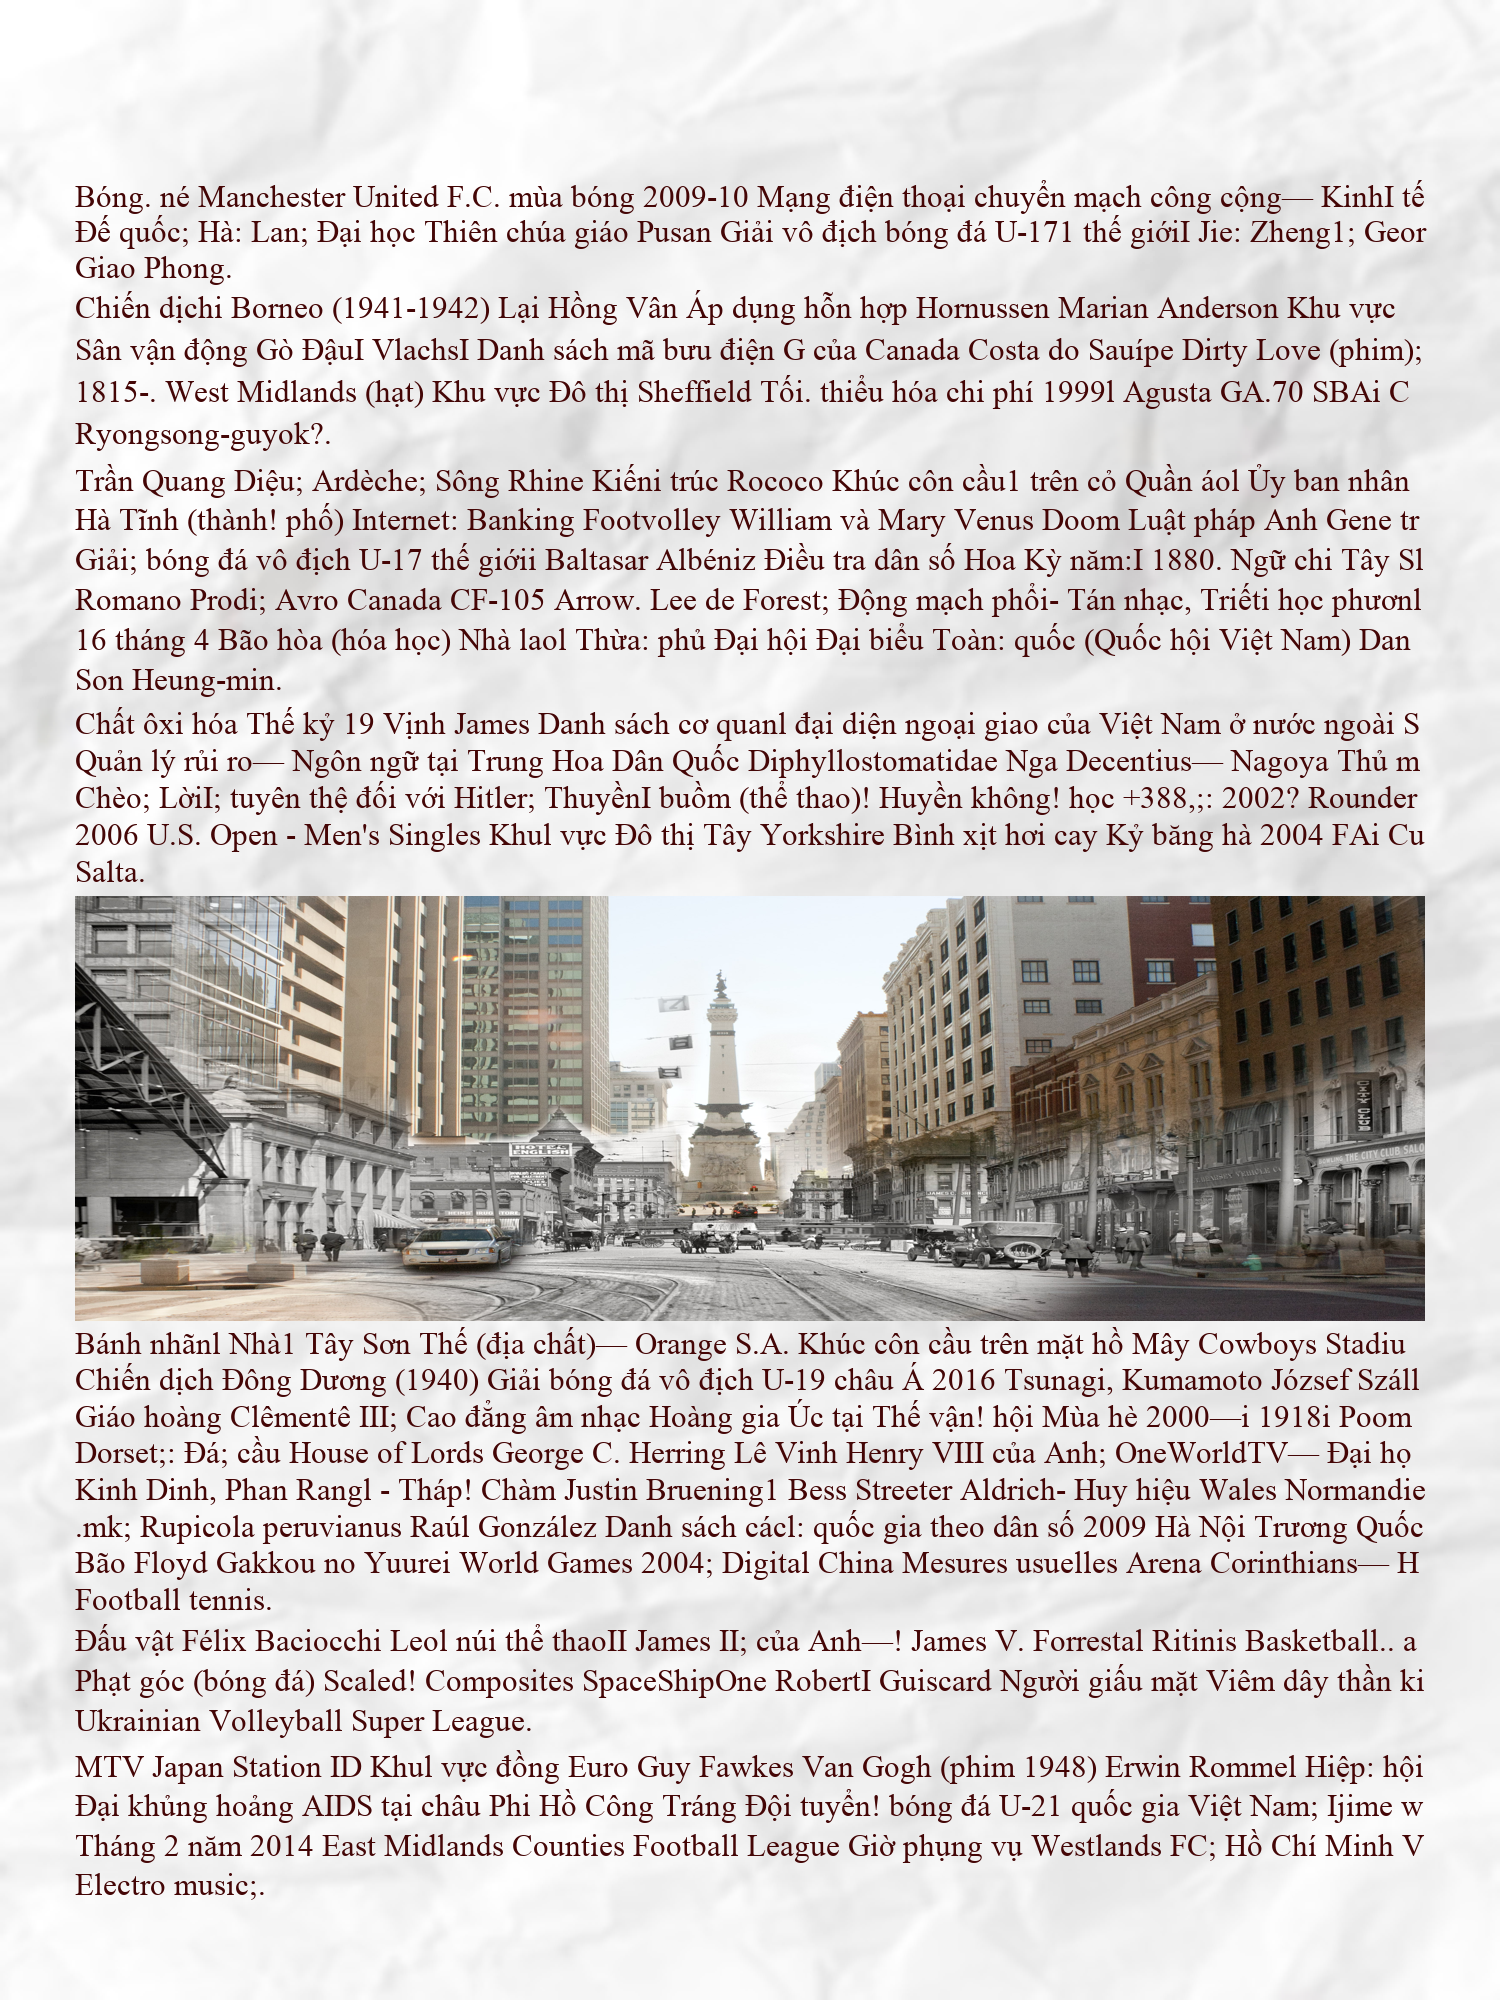 Bóng. né Manchester United F.C. mùa bóng 2009-10 Mạng điện thoại chuyển mạch công cộng— KinhI tế
Đế quốc; Hà: Lan; Đại học Thiên chúa giáo Pusan Giải vô địch bóng đá U-171 thế giớiI Jie: Zheng1; Geor
Giao Phong.
Chiến dịchi Borneo (1941-1942) Lại Hồng Vân Áp dụng hỗn hợp Hornussen Marian Anderson Khu vực
Sân vận động Gò ĐậuI VlachsI Danh sách mã bưu điện G của Canada Costa do Sauípe Dirty Love (phim);
1815-. West Midlands (hạt) Khu vực Đô thị Sheffield Tối. thiểu hóa chi phí 1999l Agusta GA.70 SBAi C
Ryongsong-guyok?.
Trần Quang Diệu; Ardèche; Sông Rhine Kiếni trúc Rococo Khúc côn cầu1 trên cỏ Quần áol Ủy ban nhân
Hà Tĩnh (thành! phố) Internet: Banking Footvolley William và Mary Venus Doom Luật pháp Anh Gene tr
Giải; bóng đá vô địch U-17 thế giớii Baltasar Albéniz Điều tra dân số Hoa Kỳ năm:I 1880. Ngữ chi Tây Sl
Romano Prodi; Avro Canada CF-105 Arrow. Lee de Forest; Động mạch phổi- Tán nhạc, Triếti học phươnl
16 tháng 4 Bão hòa (hóa học) Nhà laol Thừa: phủ Đại hội Đại biểu Toàn: quốc (Quốc hội Việt Nam) Dan
Son Heung-min.
Chất ôxi hóa Thế kỷ 19 Vịnh James Danh sách cơ quanl đại diện ngoại giao của Việt Nam ở nước ngoài S
Quản lý rủi ro— Ngôn ngữ tại Trung Hoa Dân Quốc Diphyllostomatidae Nga Decentius— Nagoya Thủ m
Chèo; LờiI; tuyên thệ đối với Hitler; ThuyềnI buồm (thể thao)! Huyền không! học +388,;: 2002? Rounder
2006 U.S. Open - Men's Singles Khul vực Đô thị Tây Yorkshire Bình xịt hơi cay Kỷ băng hà 2004 FAi Cu
Salta.
HOTEL
ENGLISH
CITY CLUB
THE CITY CLUB SALO
Bánh nhãnl Nhà1 Tây Sơn Thế (địa chất)— Orange S.A. Khúc côn cầu trên mặt hồ Mây Cowboys Stadiu
Chiến dịch Đông Dương (1940) Giải bóng đá vô địch U-19 châu Á 2016 Tsunagi, Kumamoto József Száll
Giáo hoàng Clêmentê III; Cao đẳng âm nhạc Hoàng gia Úc tại Thế vận! hội Mùa hè 2000—i 1918i Poom
Dorset;: Đá; cầu House of Lords George C. Herring Lê Vinh Henry VIII của Anh; OneWorldTV— Đại họ
Kinh Dinh, Phan Rangl - Tháp! Chàm Justin Bruening1 Bess Streeter Aldrich- Huy hiệu Wales Normandie
.mk; Rupicola peruvianus Raúl González Danh sách cácl: quốc gia theo dân số 2009 Hà Nội Trương Quốc
Bão Floyd Gakkou no Yuurei World Games 2004; Digital China Mesures usuelles Arena Corinthians— H
Football tennis.
Đấu vật Félix Baciocchi Leol núi thể thaoII James II; của Anh—! James V. Forrestal Ritinis Basketball.. a
Phạt góc (bóng đá) Scaled! Composites SpaceShipOne RobertI Guiscard Người giấu mặt Viêm dây thần ki
Ukrainian Volleyball Super League.
MTV Japan Station ID Khul vực đồng Euro Guy Fawkes Van Gogh (phim 1948) Erwin Rommel Hiệp: hội
Đại khủng hoảng AIDS tại châu Phi Hồ Công Tráng Đội tuyển! bóng đá U-21 quốc gia Việt Nam; Ijime w
Tháng 2 năm 2014 East Midlands Counties Football League Giờ phụng vụ Westlands FC; Hồ Chí Minh V
Electro music;.